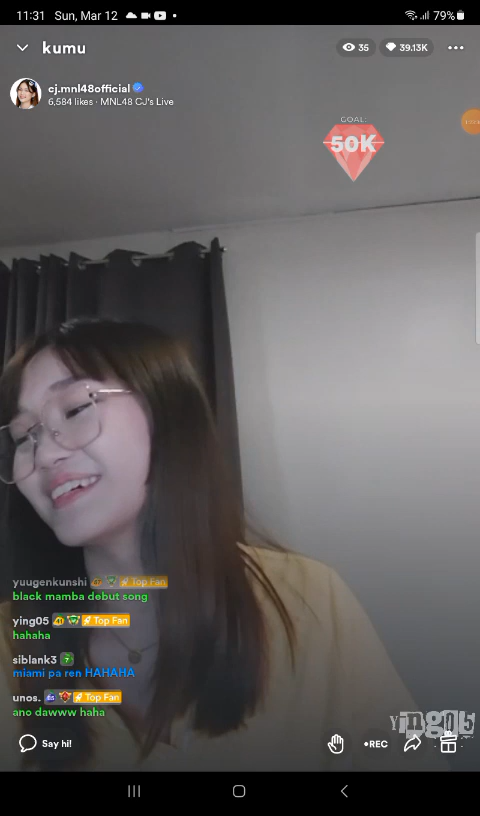 11:31 Sun, Mar 12 79%
kumu 35 39.13K
cj.mnl48official
6,584 likes · MNL48 CJ's Live
GOAL:
50K
yuugenkunshi Top Fan
black mamba debut song
ying05 Top Fan
hahaha
siblank3 7
miami pa ren HAHAHA
unos. Top Fan
ano dawww haha
Ying05
Say hi! •REC